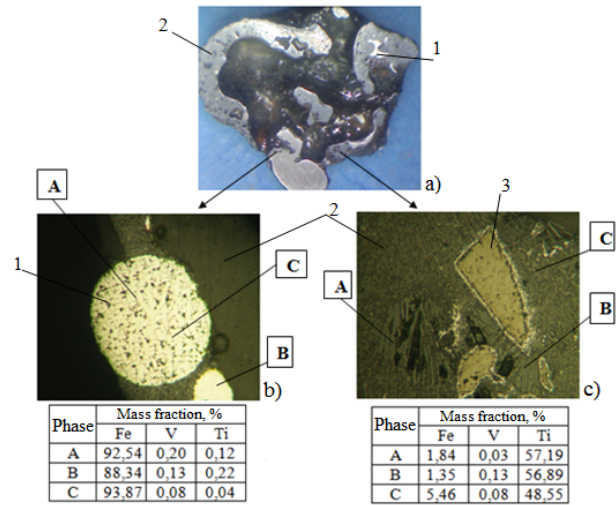 2
1
a)
3
A
2
C
1
C
A
B
B
b)
c)
Phase Mass fraction, %
Fe V Ti
A 92,54 0,20 0,12
B 88,34 0,13 0,22
C 93,87 0,08 0,04
Phase Mass fraction, %
Fe V Ti
A 1,84 0,03 57,19
B 1,35 0,13 56,89
C 5,46 0,08 48,55